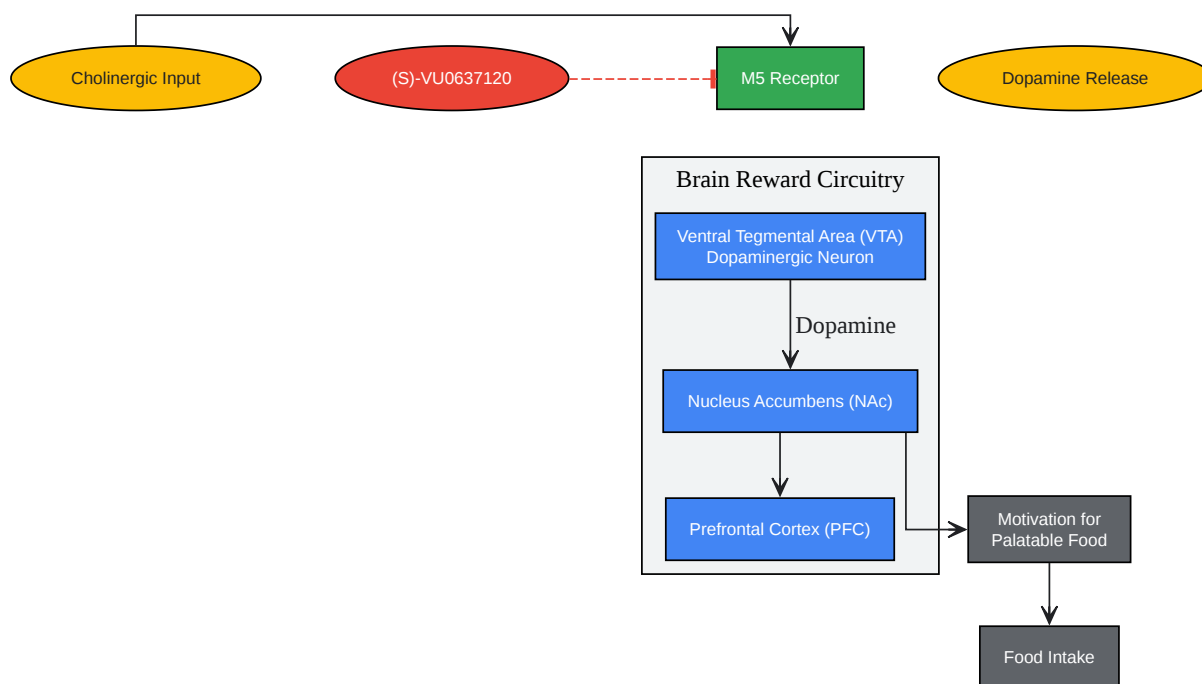 Cholinergic Input
(S)-VU0637120
M5 Receptor
Dopamine Release
Brain Reward Circuitry
Ventral Tegmental Area (VTA)
Dopaminergic Neuron
Dopamine
Nucleus Accumbens (NAc)
Prefrontal Cortex (PFC)
Motivation for
Palatable Food
Food Intake